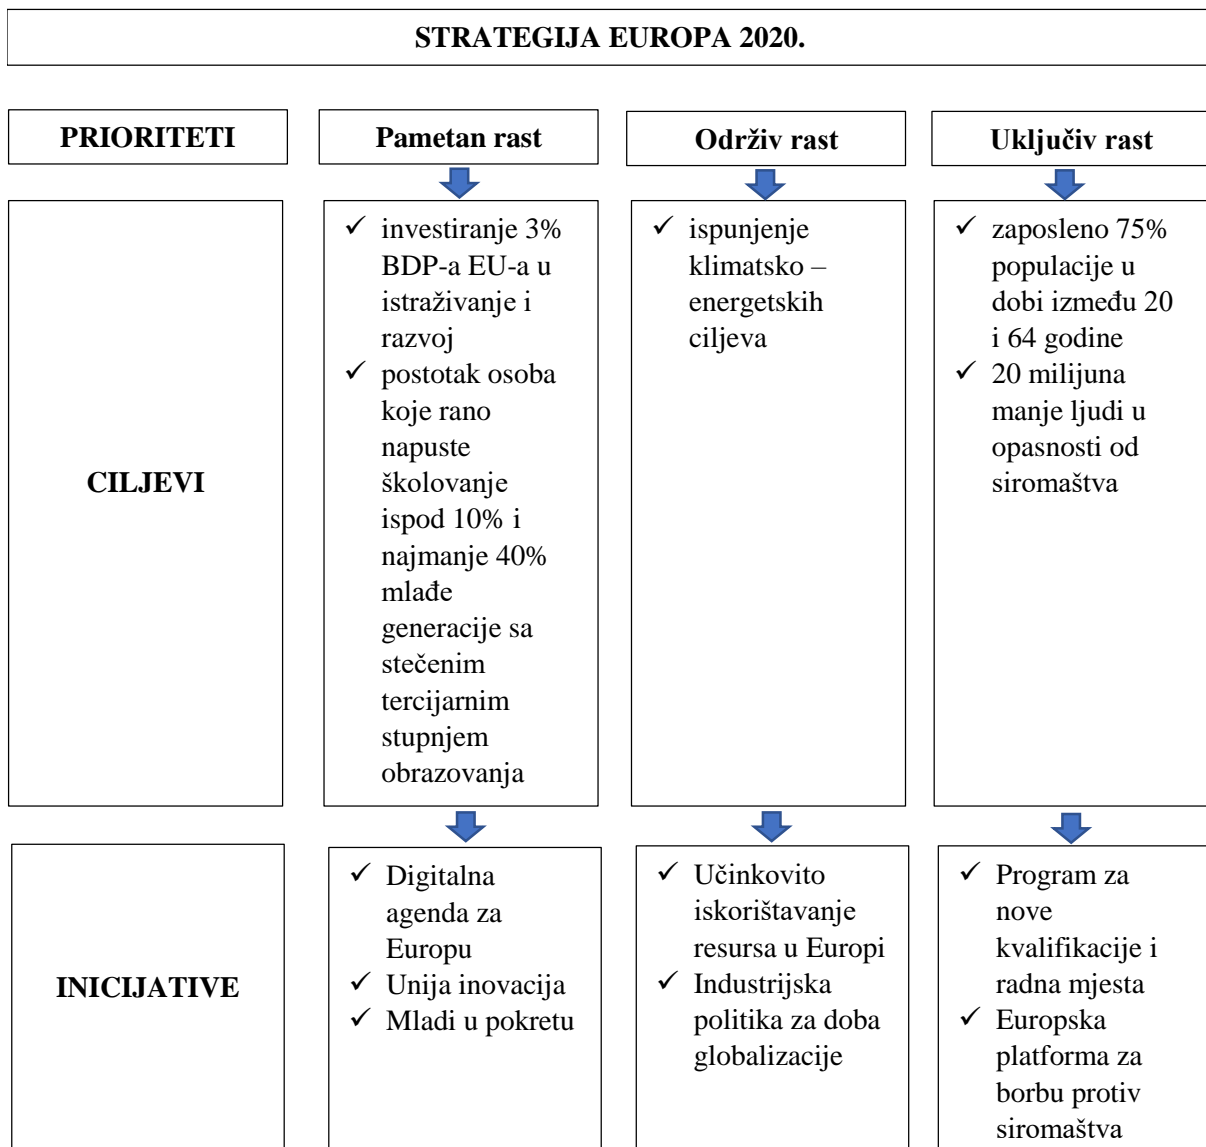 STRATEGIJA EUROPA 2020.
PRIORITETI
Pametan rast
Održiv rast
Uključiv rast
CILJEVI
✓ investiranje 3%
BDP-a EU-a u
istraživanje i
razvoj
✓ postotak osoba
koje rano
napuste
školovanje
ispod 10% i
najmanje 40%
mlađe
generacije sa
stečenim
tercijarnim
stupnjem
obrazovanja
✓ ispunjenje
klimatsko –
energetskih
ciljeva
✓ zaposleno 75%
populacije u
dobi između 20
i 64 godine
✓ 20 milijuna
manje ljudi u
opasnosti od
siromaštva
INICIJATIVE
✓ Digitalna
agenda za
Europu
✓ Unija inovacija
✓ Mladi u pokretu
✓ Učinkovito
iskorištavanje
resursa u Europi
✓ Industrijska
politika za doba
globalizacije
✓ Program za
nove
kvalifikacije i
radna mjesta
✓ Europska
platforma za
borbu protiv
siromaštva